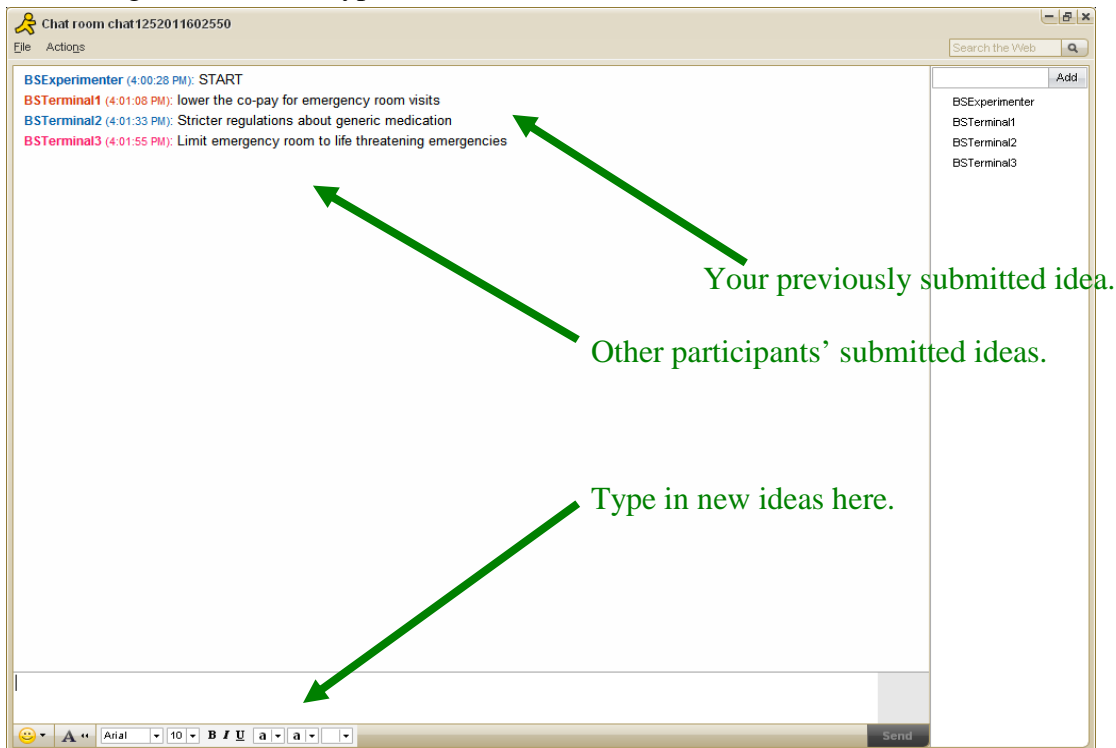 Chat room chat1252011602550
File Actions
Search the Web
BSExperimenter (4:00:28 PM): START
BSTerminal1 (4:01:08 PM): lower the co-pay for emergency room visits
BSTerminal2 (4:01:33 PM): Stricter regulations about generic medication
BSTerminal3 (4:01:55 PM): Limit emergency room to life threatening emergencies
Add
BSExperimenter
BSTerminal1
BSTerminal2
BSTerminal3
Your previously submitted idea.
Other participants’ submitted ideas.
Type in new ideas here.
A Arial 10 B I U a a
Send